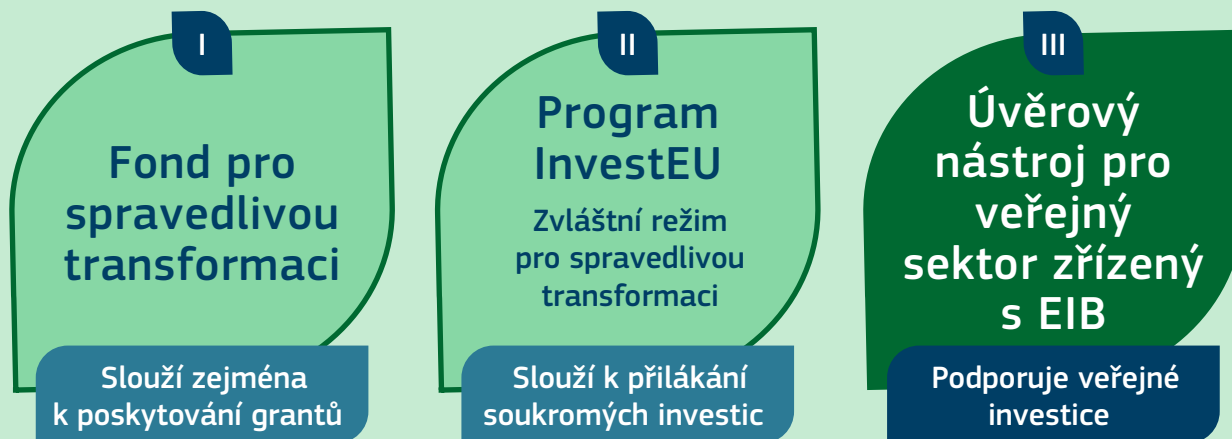 I
Fond pro
spravedlivou
transformaci
Slouží zejména
k poskytování grantů
II
Program
InvestEU
Zvláštní režim
pro spravedlivou
transformaci
Slouží k přilákání
soukromých investic
III
Úvěrový
nástroj pro
veřejný
sektor zřízený
s EIB
Podporuje veřejné
investice